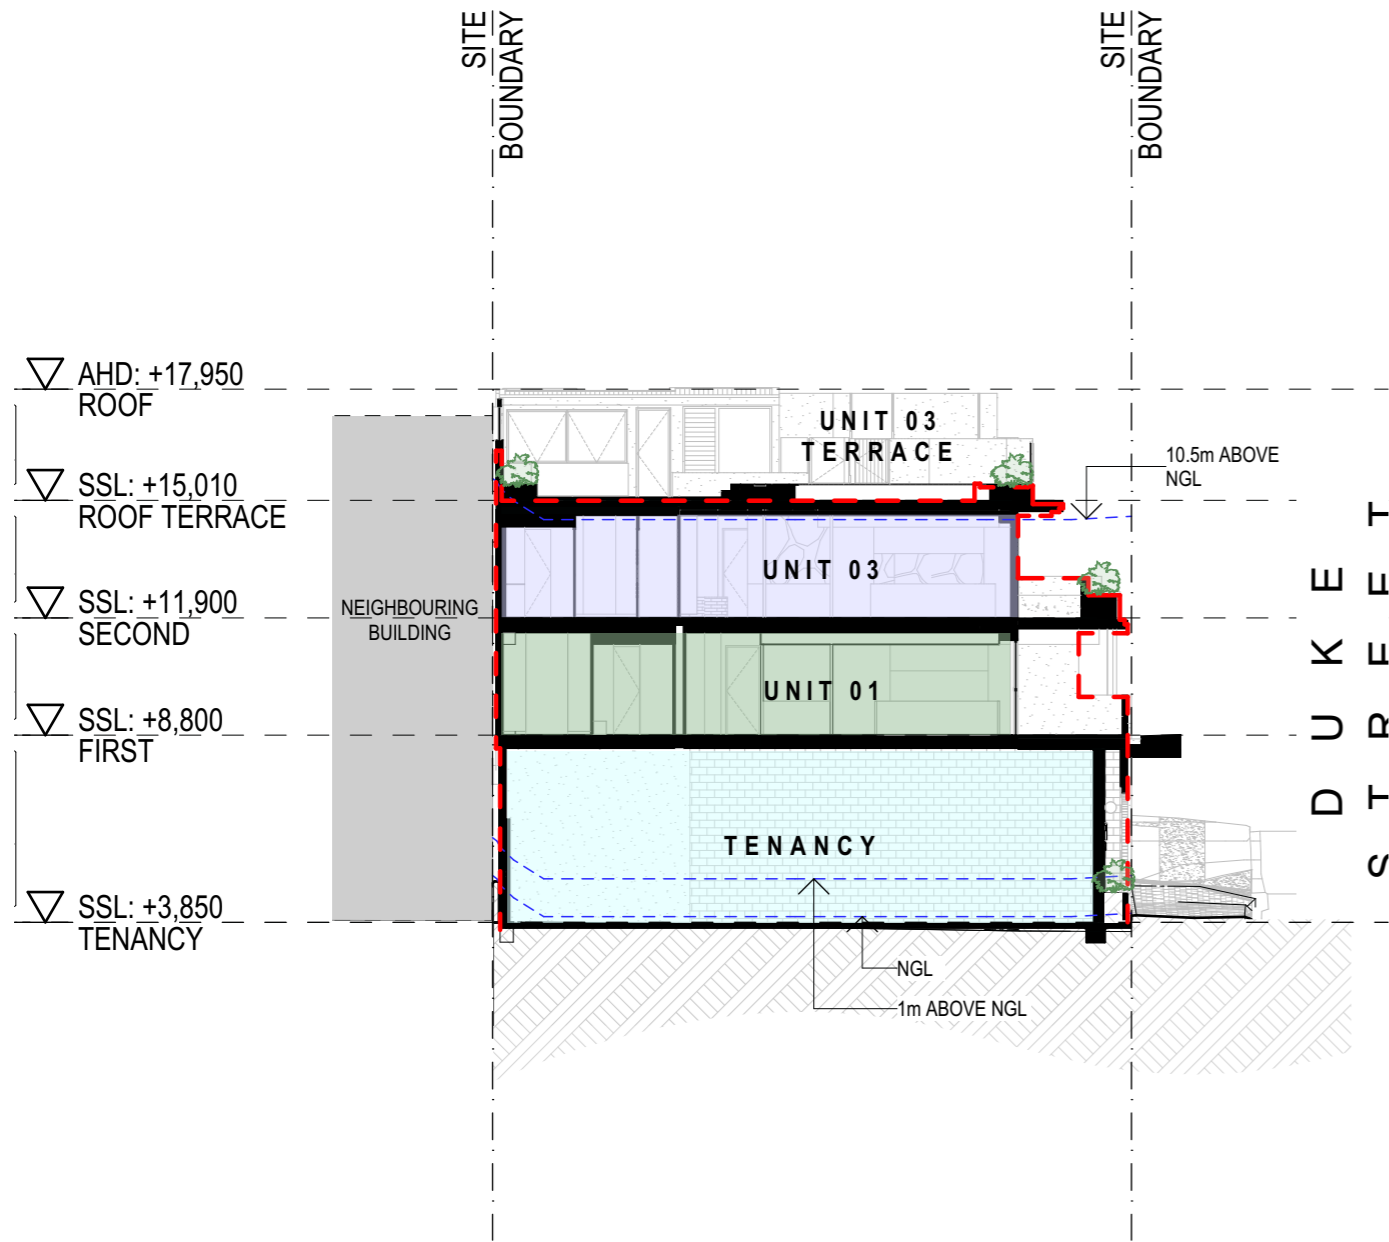 SITE
BOUNDARY
SITE
BOUNDARY
AHD: +17,950
ROOF
UNIT 03
TERRACE
10.5m ABOVE
NGL
SSL: +15,010
ROOF TERRACE
UNIT 03
SSL: +11,900
SECOND
NEIGHBOURING
BUILDING
UNIT 01
SSL: +8,800
FIRST
TENANCY
SSL: +3,850
TENANCY
NGL
1m ABOVE NGL
DUKE
STREET